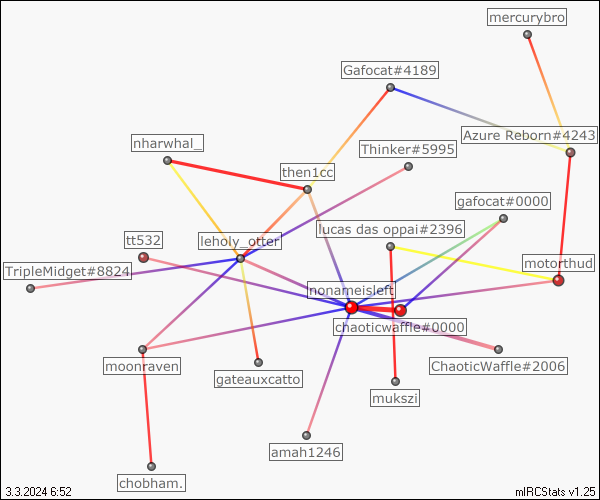 mercurybro
Gafocat#4189
Azure Reborn#4243
nharwhal_
Thinker#5995
then1cc
gafocat#0000
lucas das oppai#2396
tt532
leholy_otter
TripleMidget#8824
motorthud
nonameisleft
chaoticwaffle#0000
moonraven
ChaoticWaffle#2006
gateauxcatto
mukszi
amah1246
chobham.
3.3.2024 6:52
mIRCStats v1.25